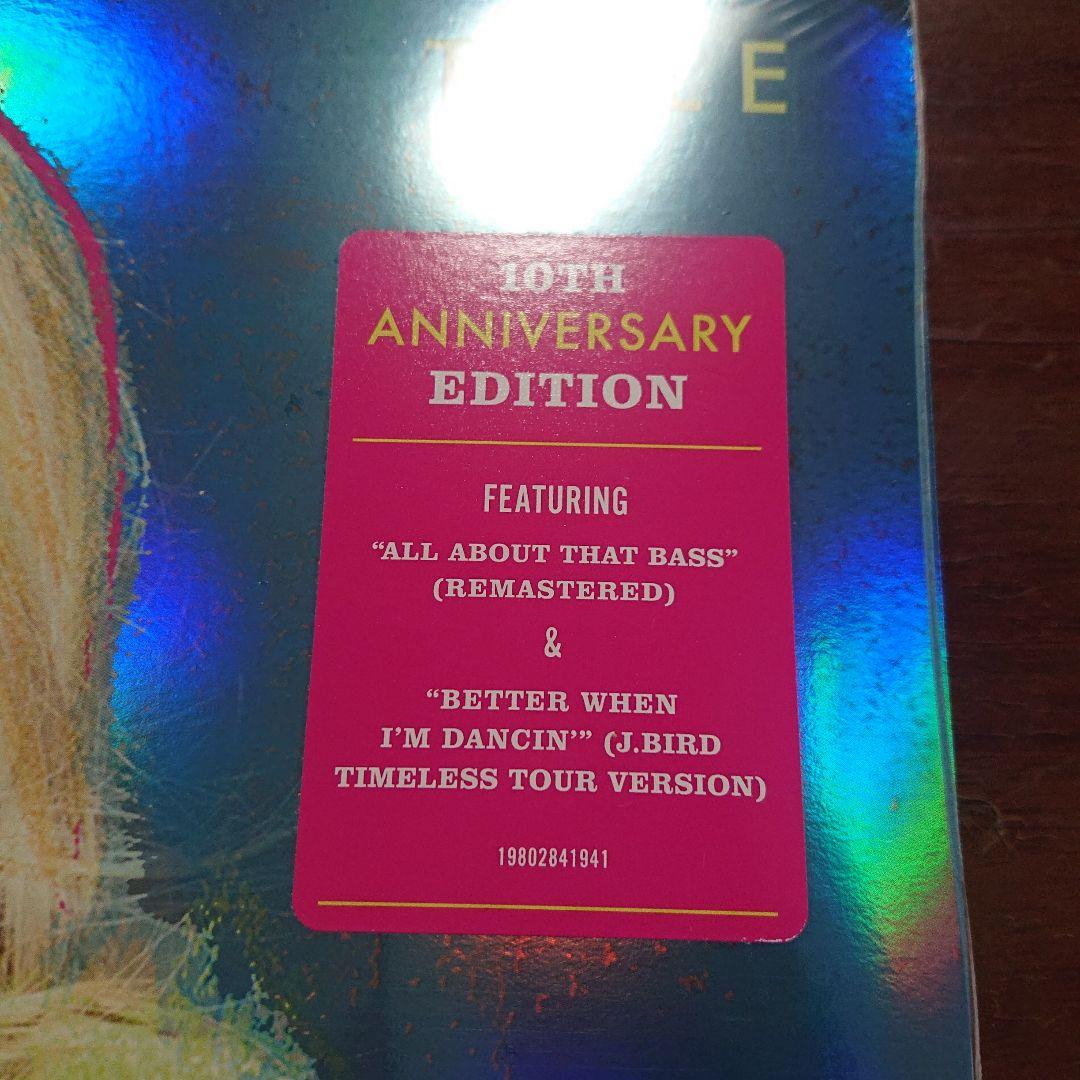 10TH
ANNIVERSARY
EDITION
FEATURING
“ALL ABOUT THAT BASS”
(REMASTERED)
&
“BETTER WHEN
I’M DANCIN’” (J.BIRD
TIMELESS TOUR VERSION)
19802841941